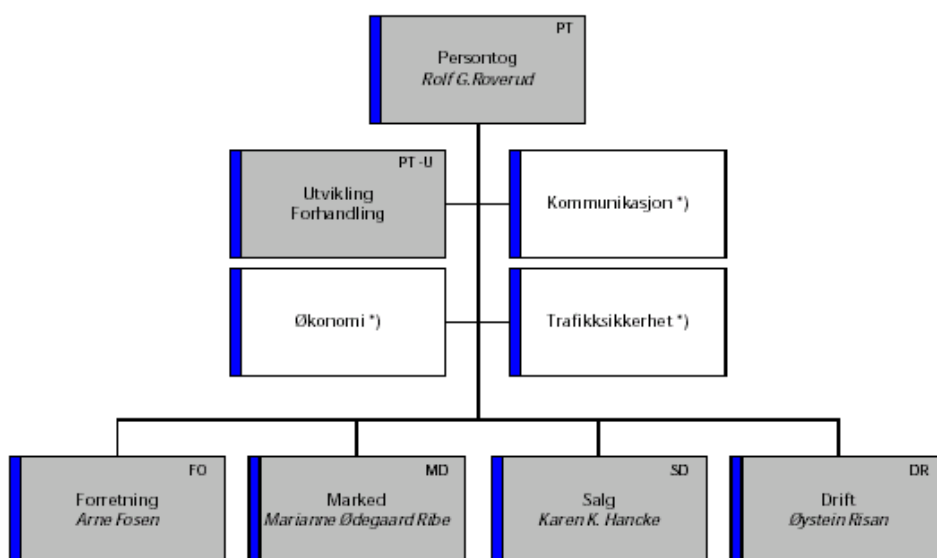 PT
Persontog
Rolf G.Roverud
PT -U
Utvikling
Forhandling
Kommunikasjon *)
Økonomi *)
Trafikksikkerhet *)
FO
Forretning
Arne Fosen
MD
Marked
Marianne Ødegaard Ribe
SD
Salg
Karen K. Hancke
DR
Drift
Øystein Risan